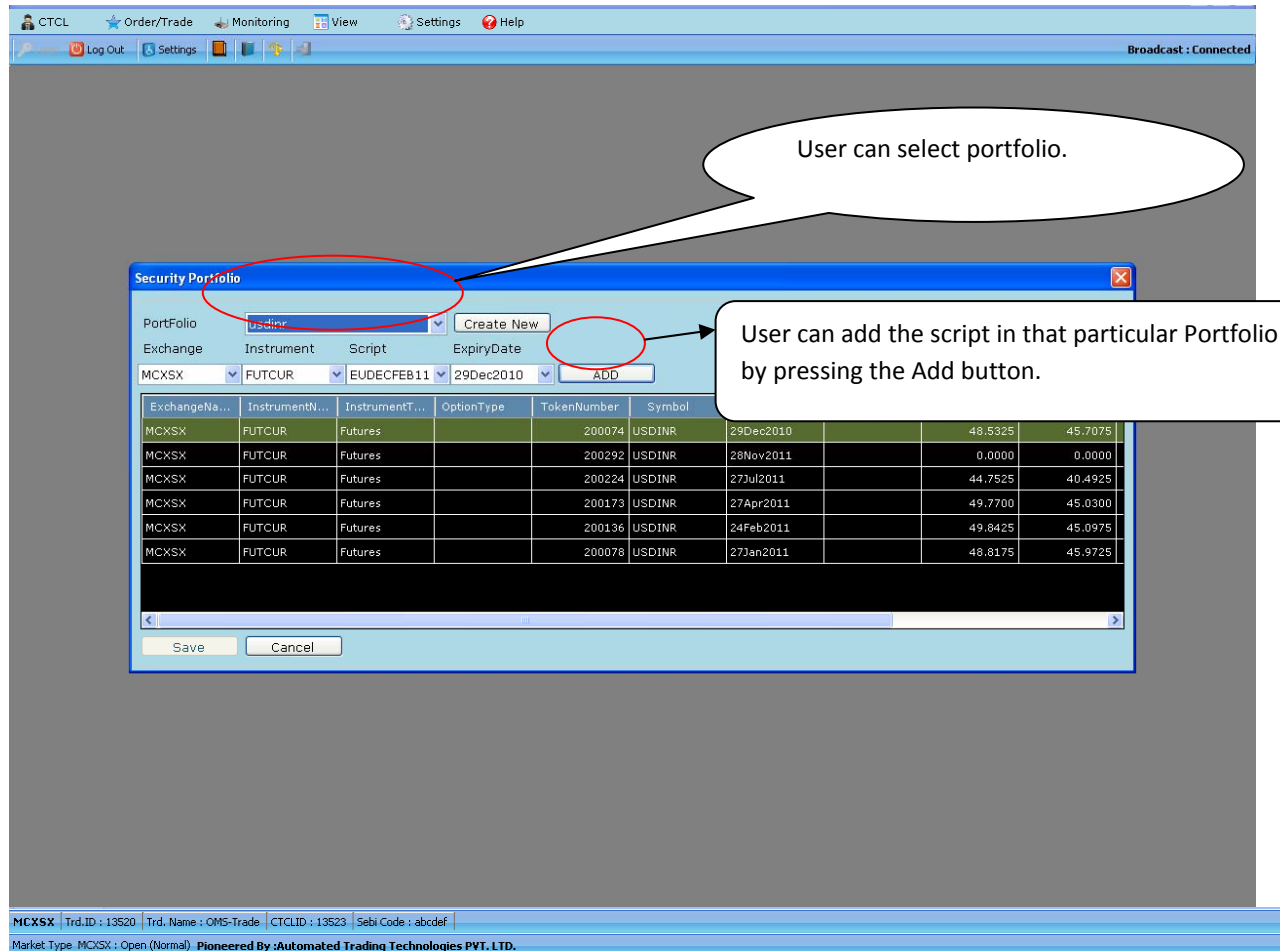 CTCL Order/Trade Monitoring View Settings Help
Log Out Settings Broadcast : Connected
User can select portfolio.
Security Portfolio
PortFolio usdinr Create New
Exchange Instrument Script ExpiryDate
MCXSX FUTCUR EUDECFEB11 29Dec2010 ADD
User can add the script in that particular Portfolio
by pressing the Add button.
ExchangeNa... InstrumentN... InstrumentT... OptionType TokenNumber Symbol
MCXSX FUTCUR Futures 200074 USDINR 29Dec2010 48.5325 45.7075
MCXSX FUTCUR Futures 200292 USDINR 28Nov2011 0.0000 0.0000
MCXSX FUTCUR Futures 200224 USDINR 27Jul2011 44.7525 40.4925
MCXSX FUTCUR Futures 200173 USDINR 27Apr2011 49.7700 45.0300
MCXSX FUTCUR Futures 200136 USDINR 24Feb2011 49.8425 45.0975
MCXSX FUTCUR Futures 200078 USDINR 27Jan2011 48.8175 45.9725
Save Cancel
MCXSX Trd.ID : 13520 Trd. Name : OMS-Trade CTCLID : 13523 Sebi Code : abcdef
Market Type MCXSX : Open (Normal) Pioneered By :Automated Trading Technologies PVT. LTD.